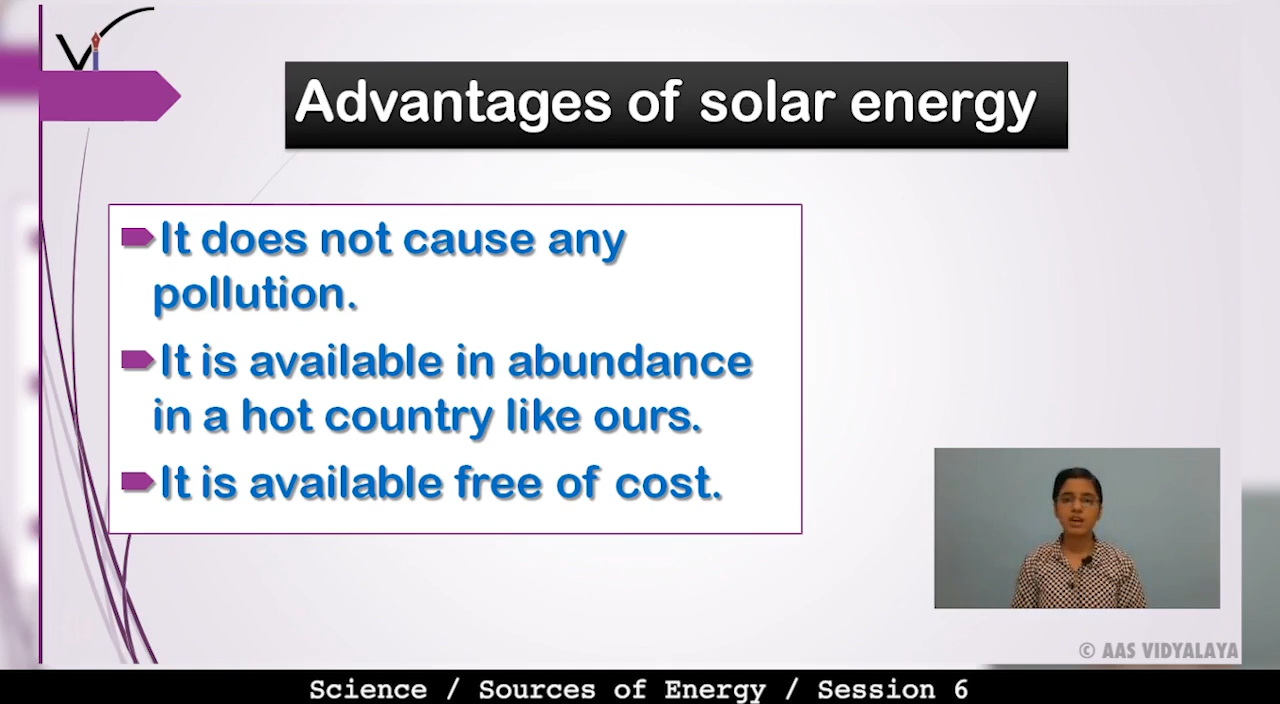 Advantages of solar energy
It does not cause any
pollution.
It is available in abundance
in a hot country like ours.
It is available free of cost.
© AAS VIDYALAYA
Science / Sources of Energy / Session 6